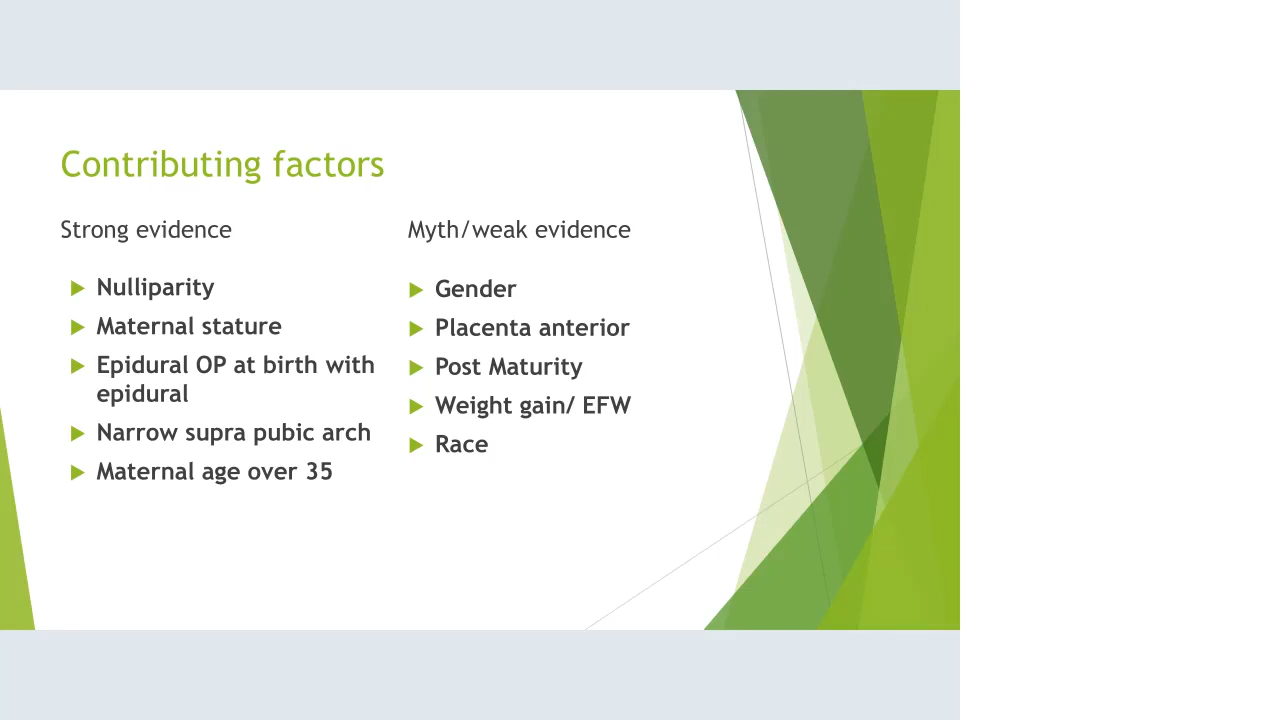 Contributing factors
Strong evidence
Nulliparity
Maternal stature
Epidural OP at birth with
epidural
Narrow supra pubic arch
Maternal age over 35
Myth/weak evidence
Gender
Placenta anterior
Post Maturity
Weight gain/ EFW
Race